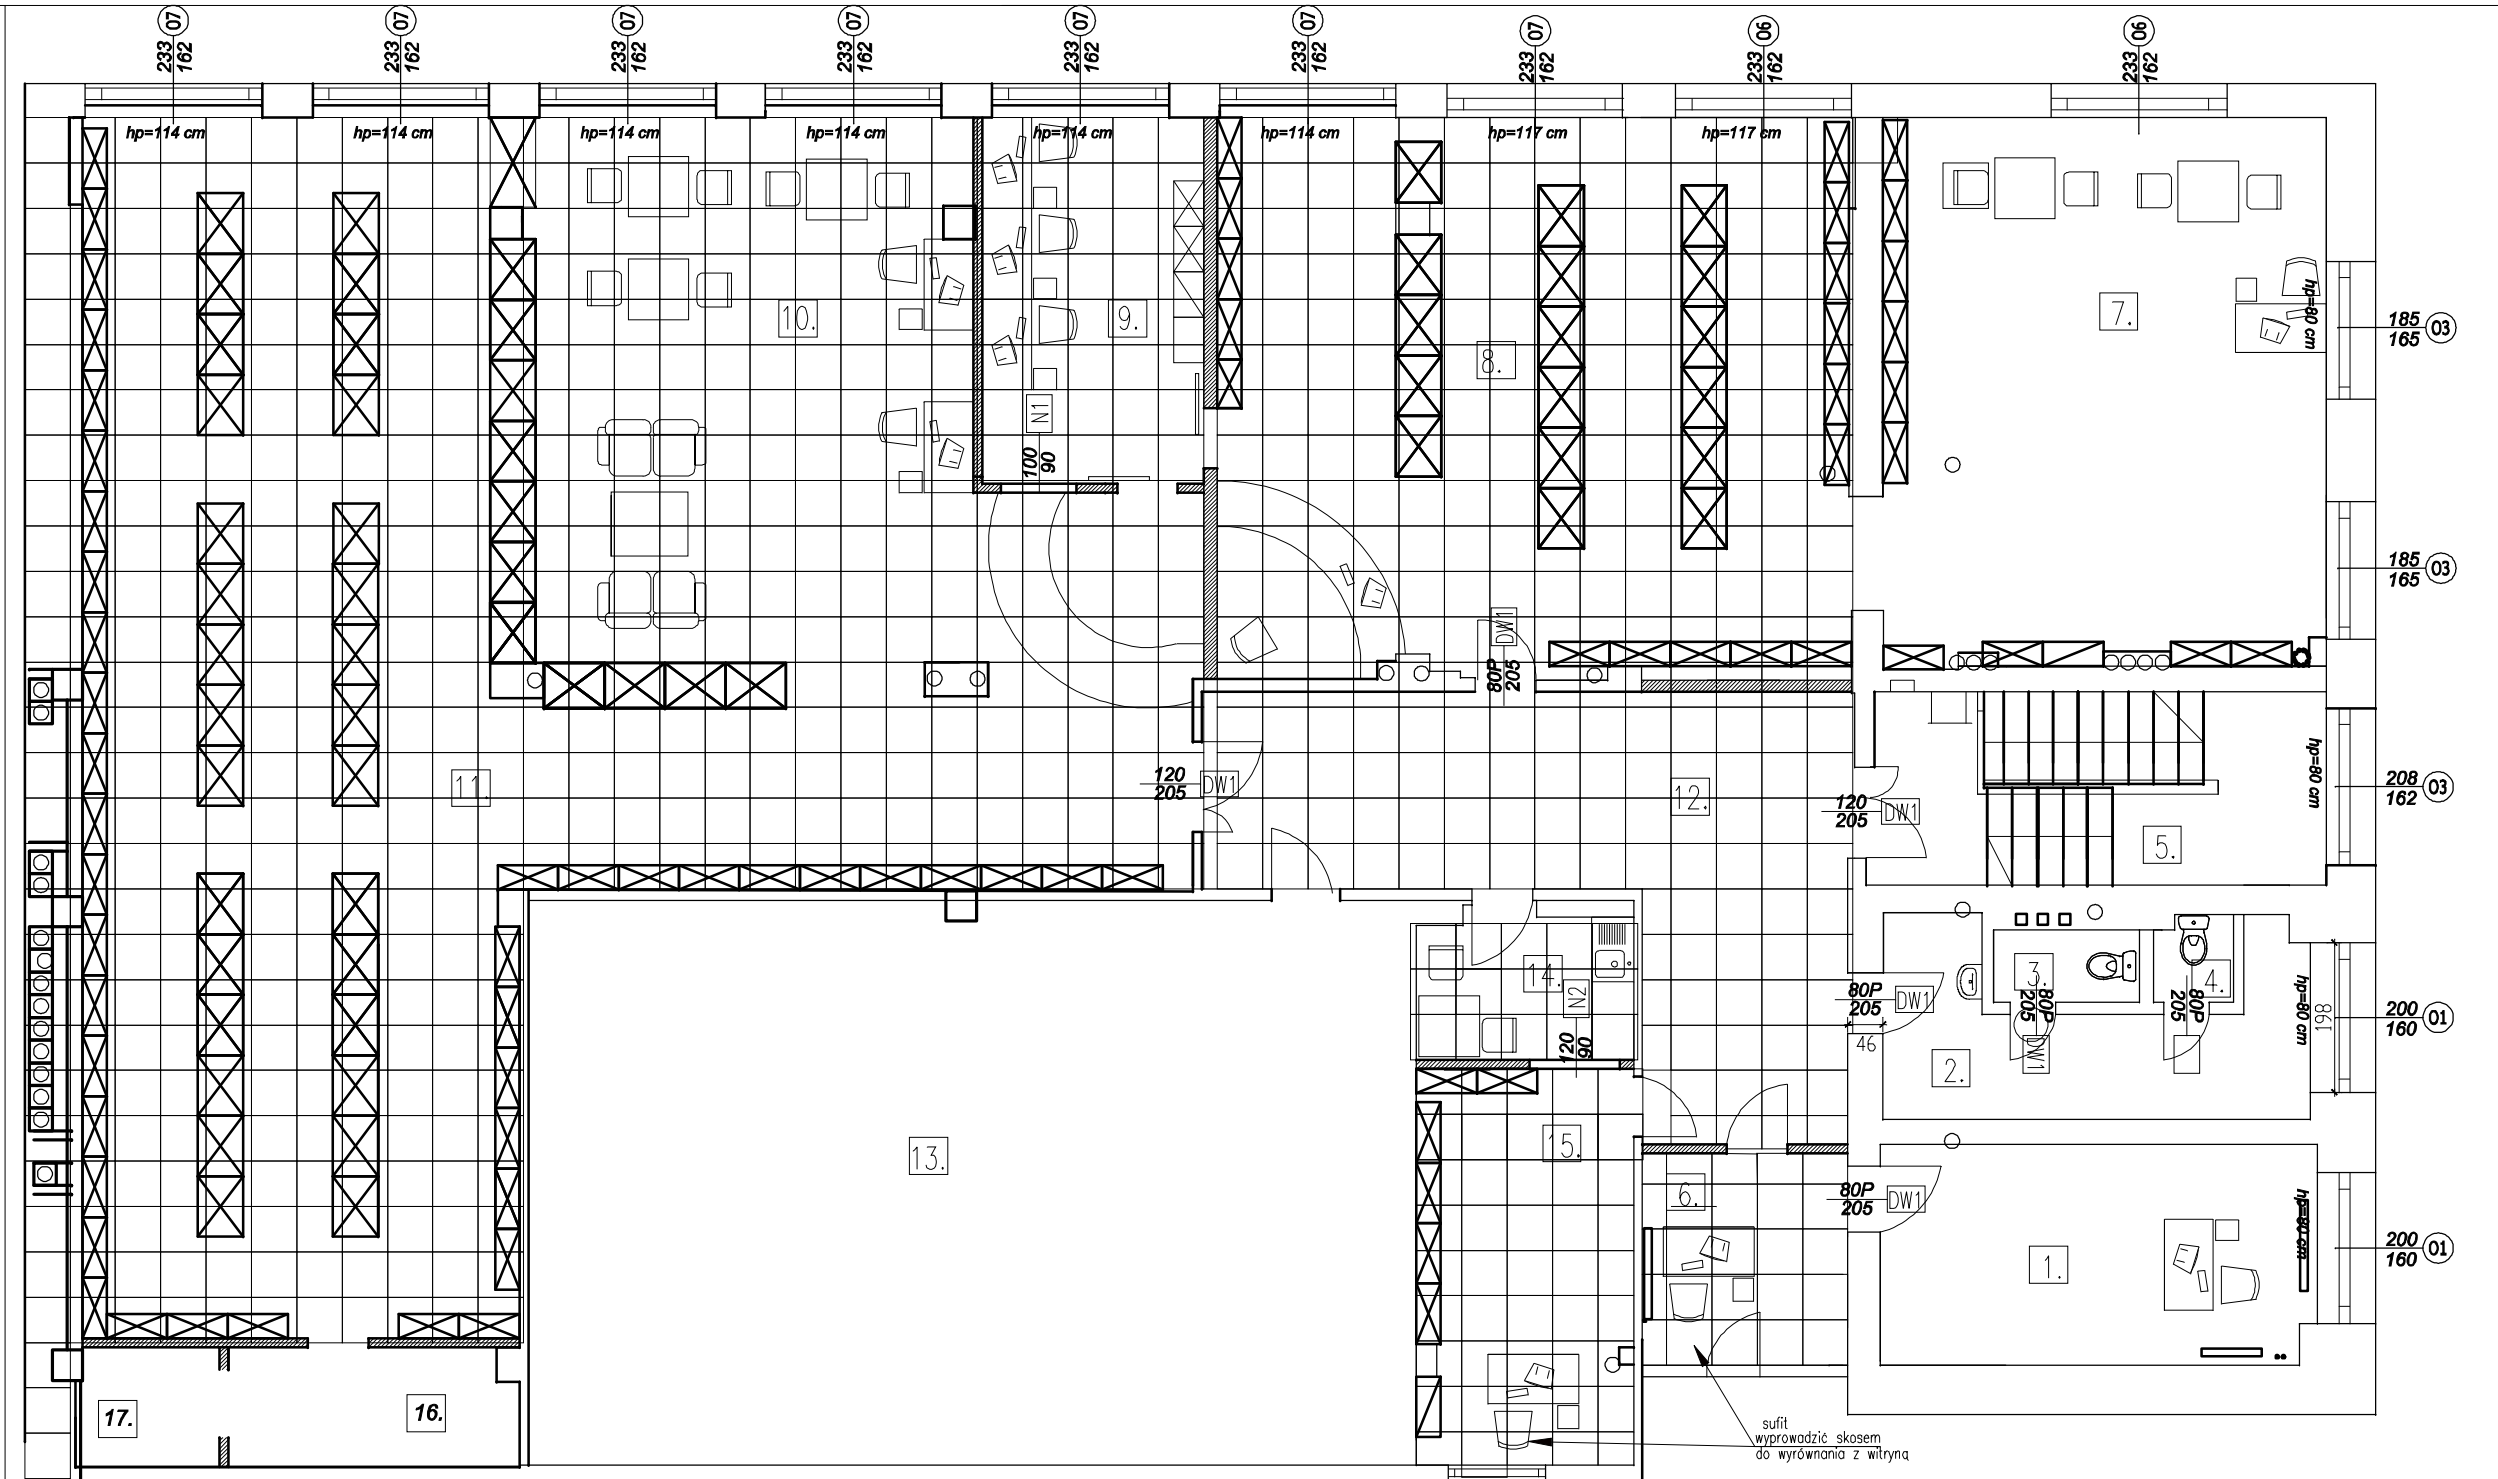 07
233
162
07
233
162
07
233
162
07
233
162
07
233
162
07
233
162
07
233
162
06
233
162
06
233
162
hp=114 cm
hp=114 cm
hp=114 cm
hp=114 cm
hp=114 cm
hp=114 cm
hp=117 cm
hp=117 cm
10.
9.
8.
7.
hp=80 cm
185
165
03
N1
100
90
185
165
03
DW1
80P
205
11.
120
205
DW1
12.
120
205
DW1
5.
hp=80 cm
208
162
03
14.
N2
120
90
80P
205
DW1
46
2.
3.
80P
205
DW1
4.
80P
205
hp=80 cm
198
200
160
01
13.
15.
6.
80P
205
DW1
1.
hp=80 cm
200
160
01
17.
16.
sufit
wyprowadzić skosem
do wyrównania z witryną